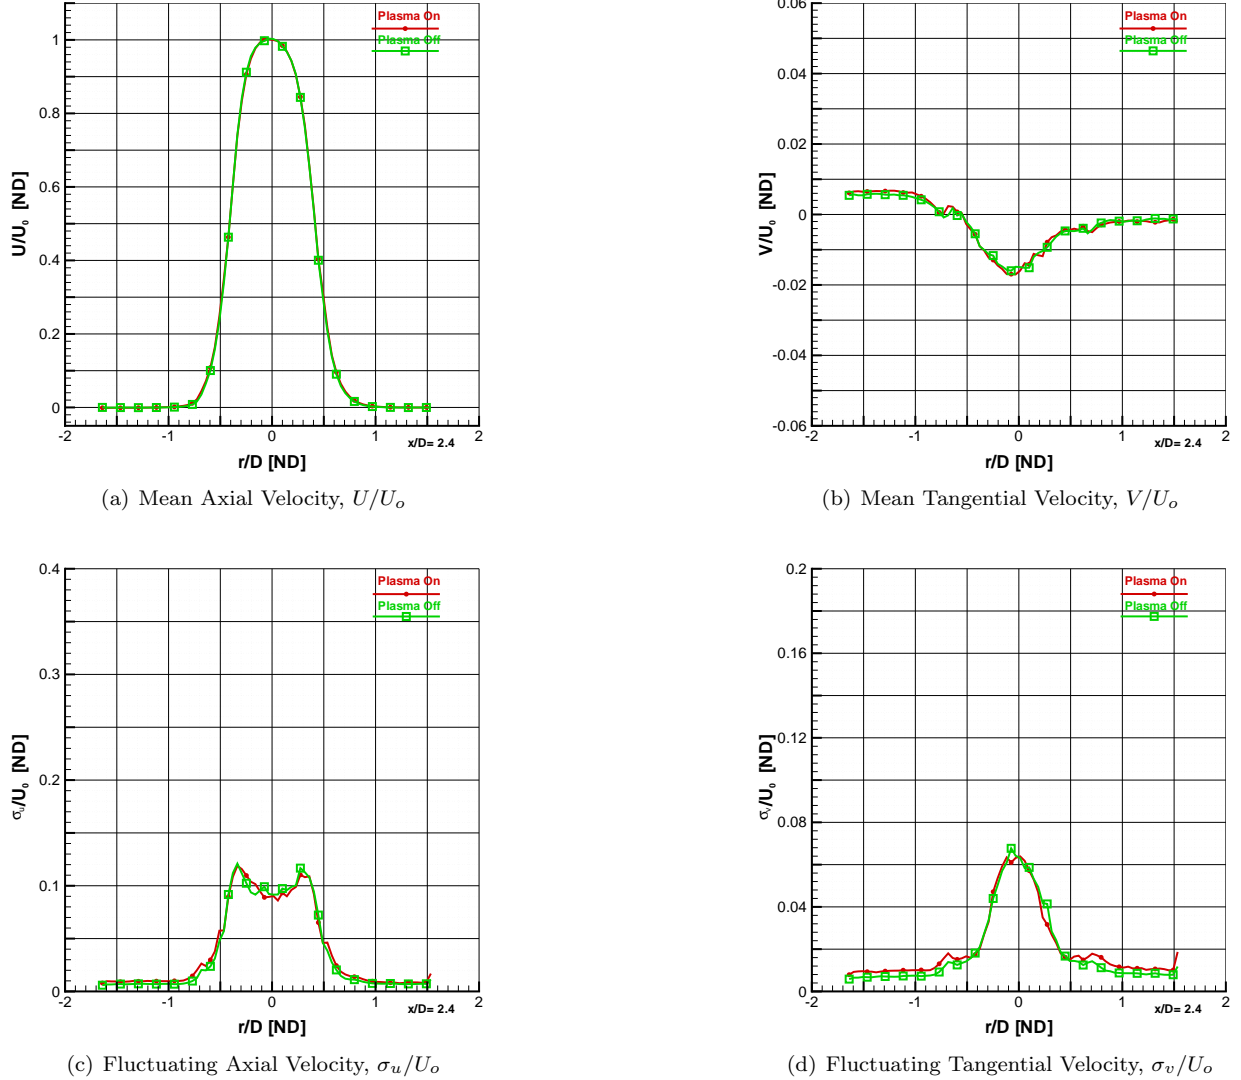 Plasma On
Plasma Off
1
0.8
0.6
0.4
0.2
0
U/U₀ [ND]
-2
-1
0
1
2
x/D= 2.4
r/D [ND]
(a) Mean Axial Velocity, U/Uₒ
Plasma On
Plasma Off
0.06
0.04
0.02
0
-0.02
-0.04
-0.06
V/U₀ [ND]
-2
-1
0
1
2
x/D= 2.4
r/D [ND]
(b) Mean Tangential Velocity, V/Uₒ
Plasma On
Plasma Off
0.4
0.3
0.2
0.1
0
σᵤ/U₀ [ND]
-2
-1
0
1
2
x/D= 2.4
r/D [ND]
(c) Fluctuating Axial Velocity, σᵤ/Uₒ
Plasma On
Plasma Off
0.2
0.16
0.12
0.08
0.04
0
σᵥ/U₀ [ND]
-2
-1
0
1
2
x/D= 2.4
r/D [ND]
(d) Fluctuating Tangential Velocity, σᵥ/Uₒ